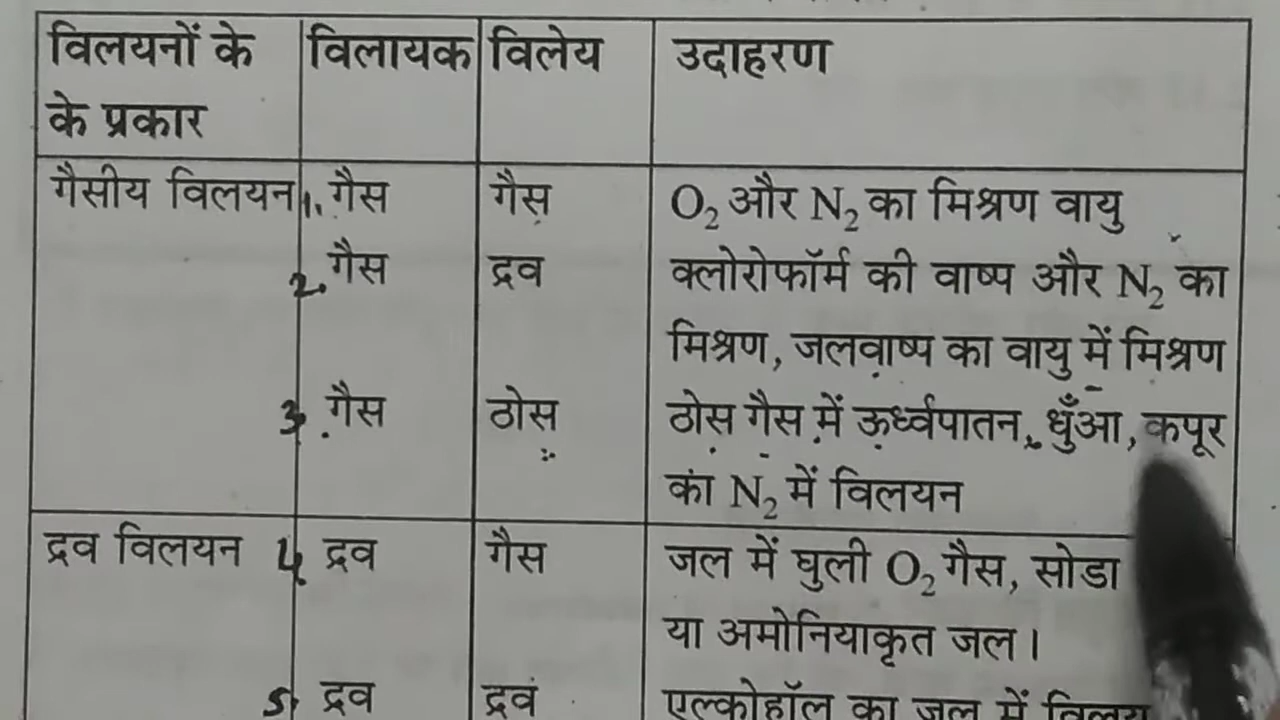 विलयनों के विलायक विलेय उदाहरण
के प्रकार
गैसीय विलयन 1. गैस गैस O₂ और N₂ का मिश्रण वायु
2. गैस द्रव क्लोरोफॉर्म की वाष्प और N₂ का
मिश्रण, जलवाष्प का वायु में मिश्रण
3. गैस ठोस ठोस गैस में ऊर्ध्वपातन, धुँआ, कपूर
का N₂ में विलयन
द्रव विलयन 4. द्रव गैस जल में घुली O₂ गैस, सोडा
या अमोनियाकृत जल।
5. द्रव द्रव एल्कोहॉल का जल में